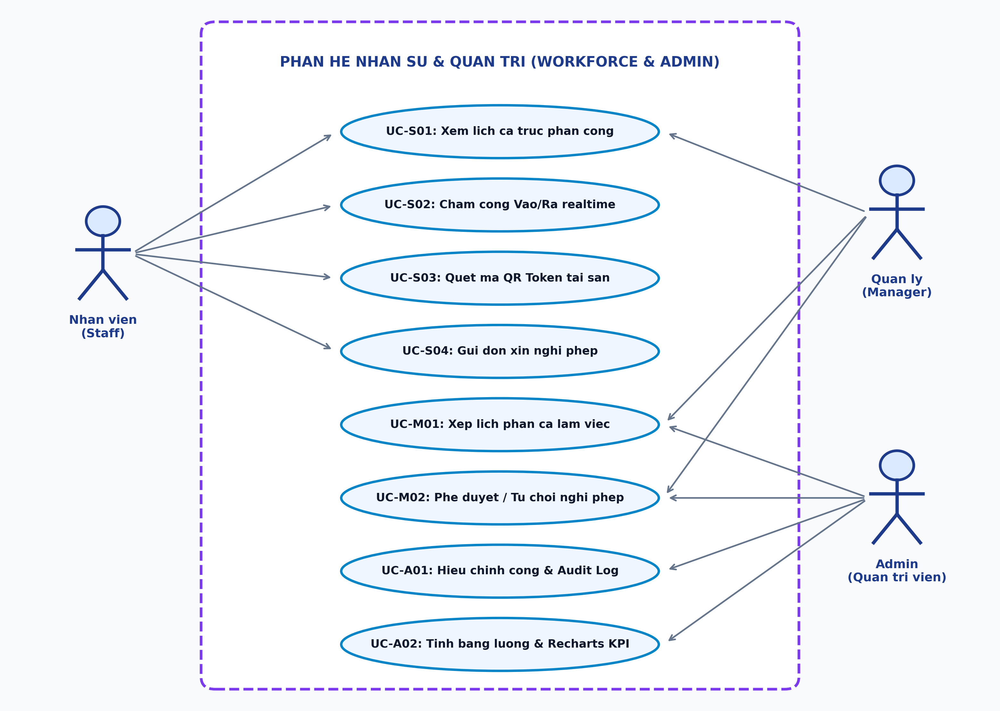 PHAN HE NHAN SU & QUAN TRI (WORKFORCE & ADMIN)
UC-S01: Xem lich ca truc phan cong
UC-S02: Cham cong Vao/Ra realtime
UC-S03: Quet ma QR Token tai san
UC-S04: Gui don xin nghi phep
UC-M01: Xep lich phan ca lam viec
UC-M02: Phe duyet / Tu choi nghi phep
UC-A01: Hieu chinh cong & Audit Log
UC-A02: Tinh bang luong & Recharts KPI
Nhan vien
(Staff)
Quan ly
(Manager)
Admin
(Quan tri vien)